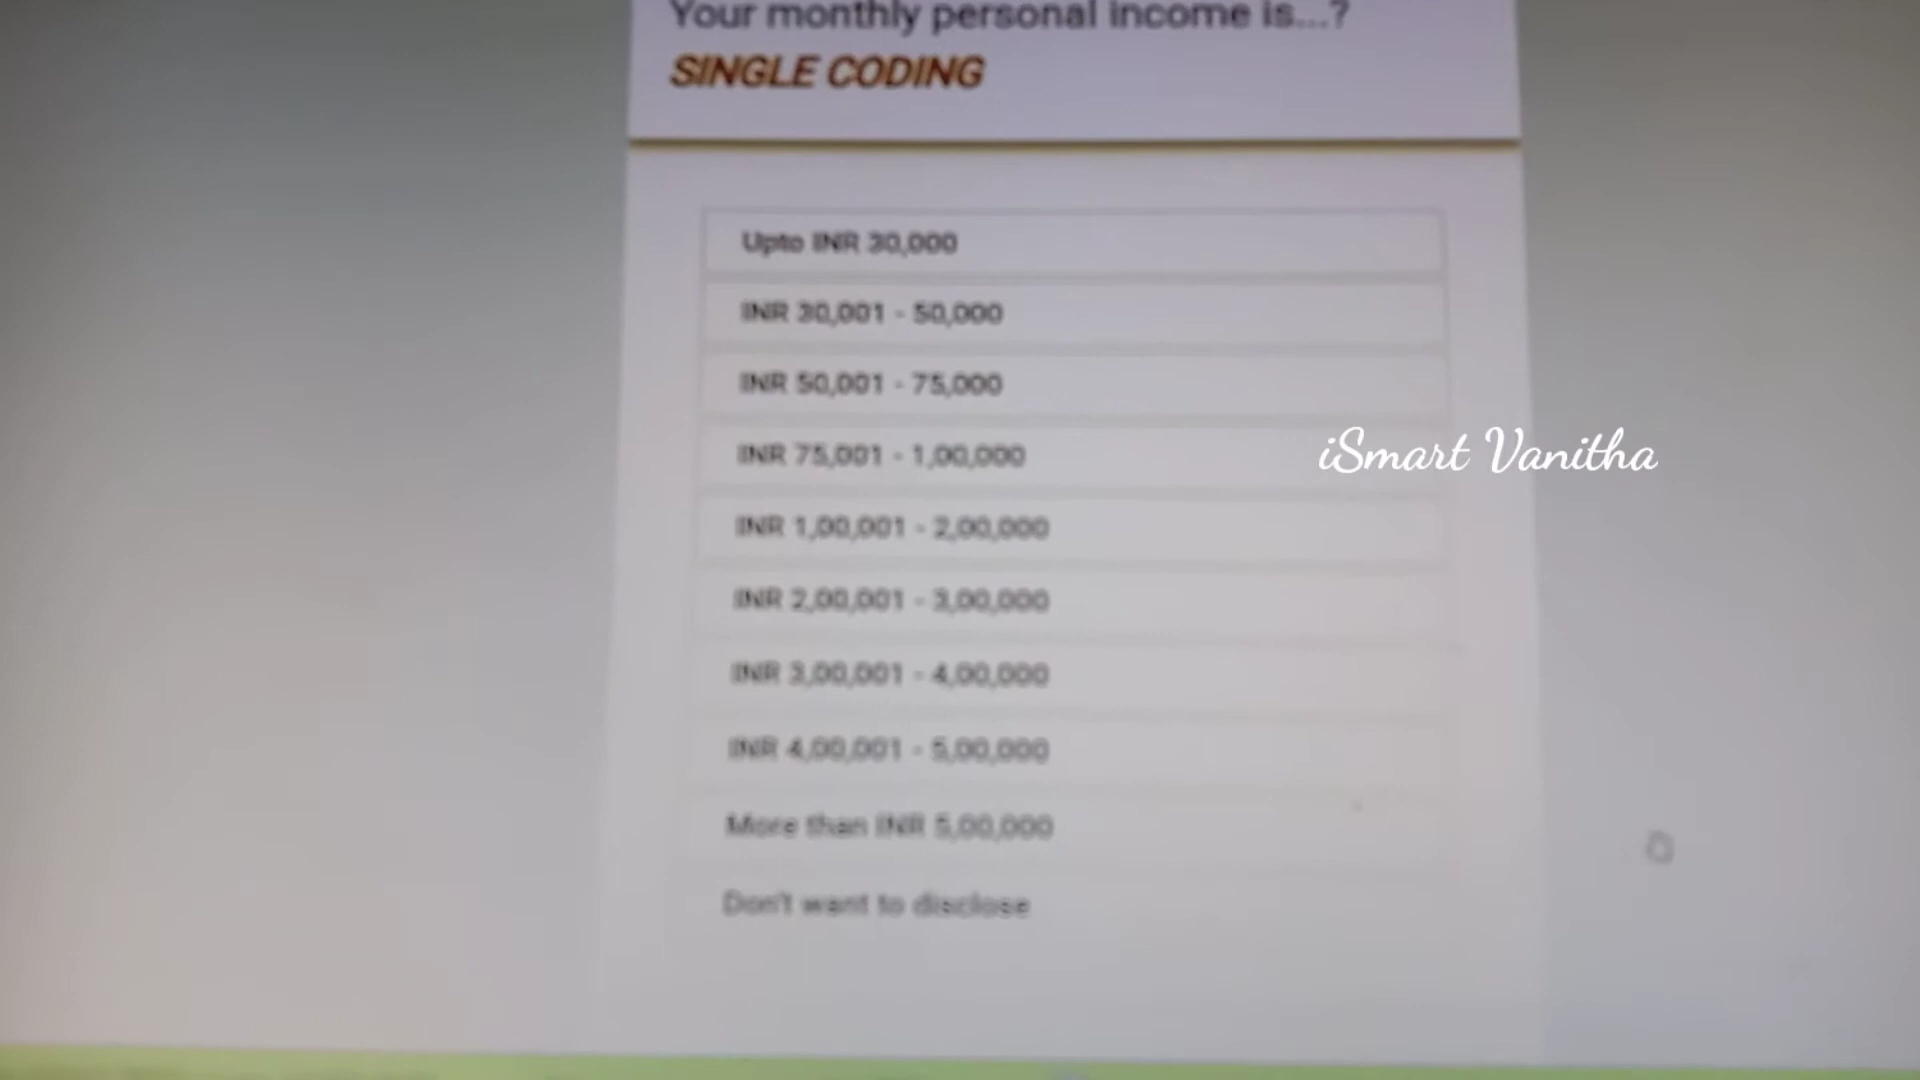 Your monthly personal income is...?
SINGLE CODING
Upto INR 30,000
INR 30,001 - 50,000
INR 50,001 - 75,000
INR 75,001 - 1,00,000
iSmart Vanitha
INR 1,00,001 - 2,00,000
INR 2,00,001 - 3,00,000
INR 3,00,001 - 4,00,000
INR 4,00,001 - 5,00,000
More than INR 5,00,000
Don't want to disclose